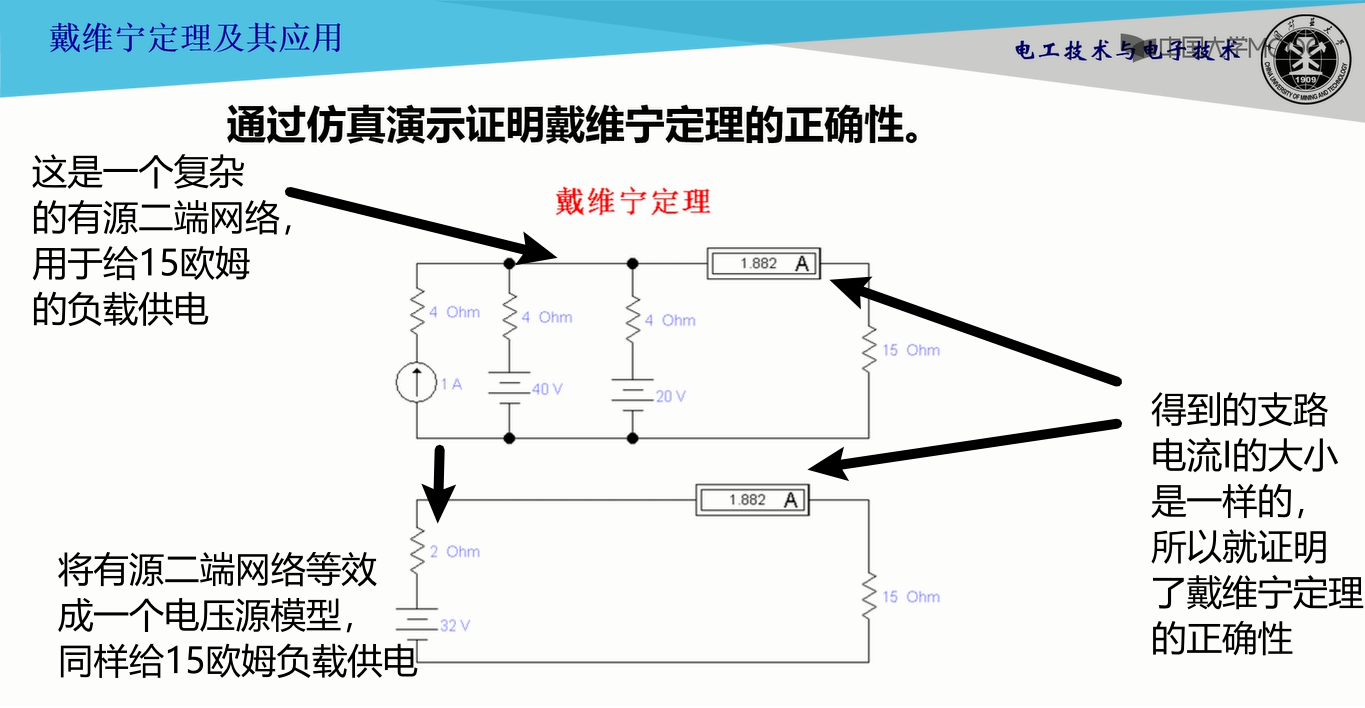 戴维宁定理及其应用
电工技术与电子技术
中国大学MOOC
1909
CHINA UNIVERSITY OF MINING AND TECHNOLOGY
通过仿真演示证明戴维宁定理的正确性。
这是一个复杂
的有源二端网络，
用于给15欧姆
的负载供电
戴维宁定理
1.882 A
4 Ohm
4 Ohm
4 Ohm
15 Ohm
1 A
40 V
20 V
得到的支路
电流I的大小
是一样的，
所以就证明
了戴维宁定理
的正确性
1.882 A
2 Ohm
15 Ohm
32 V
将有源二端网络等效
成一个电压源模型，
同样给15欧姆负载供电